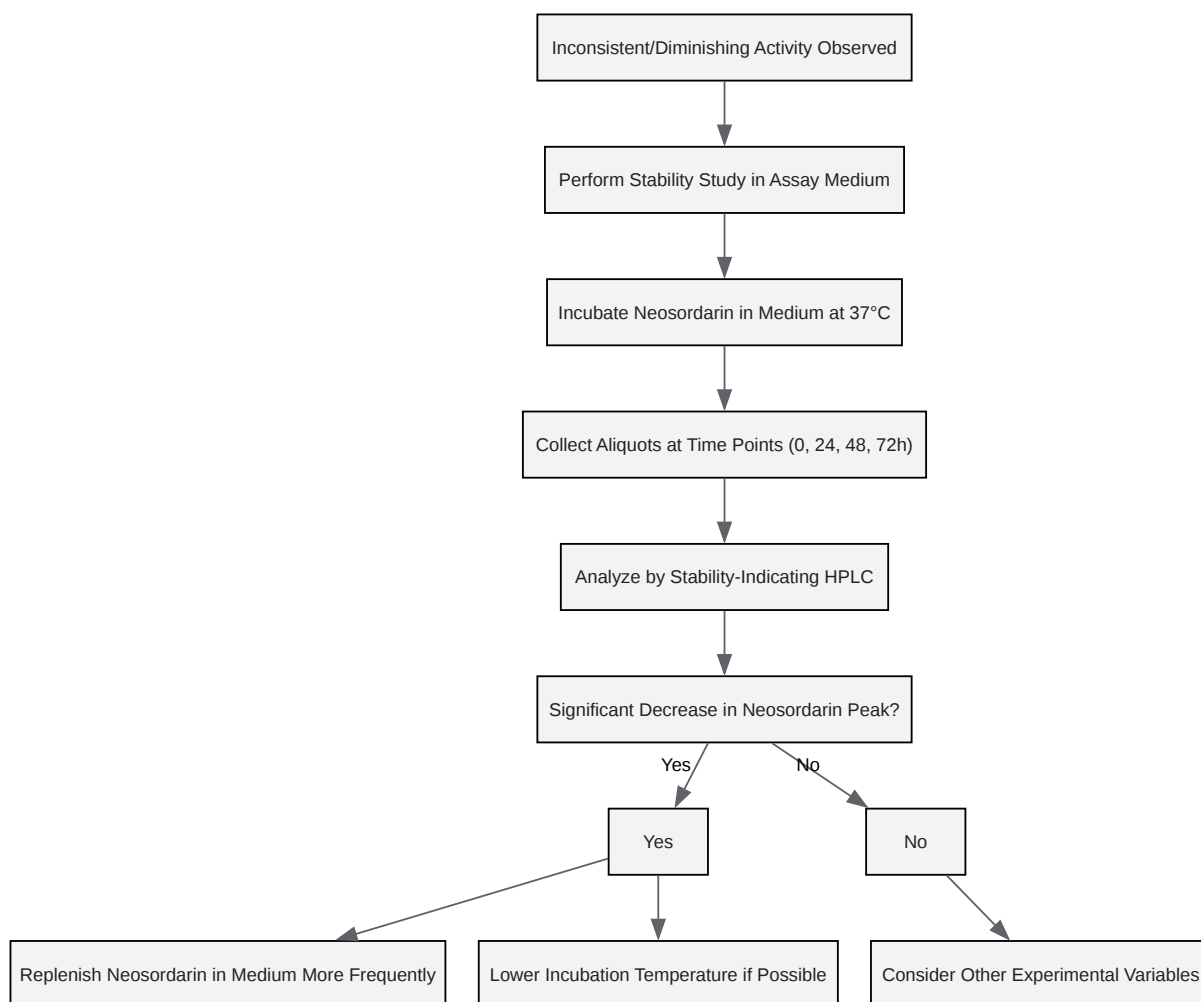 Inconsistent/Diminishing Activity Observed
Perform Stability Study in Assay Medium
Incubate Neosordarin in Medium at 37°C
Collect Aliquots at Time Points (0, 24, 48, 72h)
Analyze by Stability-Indicating HPLC
Significant Decrease in Neosordarin Peak?
Yes
No
Yes
No
Replenish Neosordarin in Medium More Frequently
Lower Incubation Temperature if Possible
Consider Other Experimental Variables